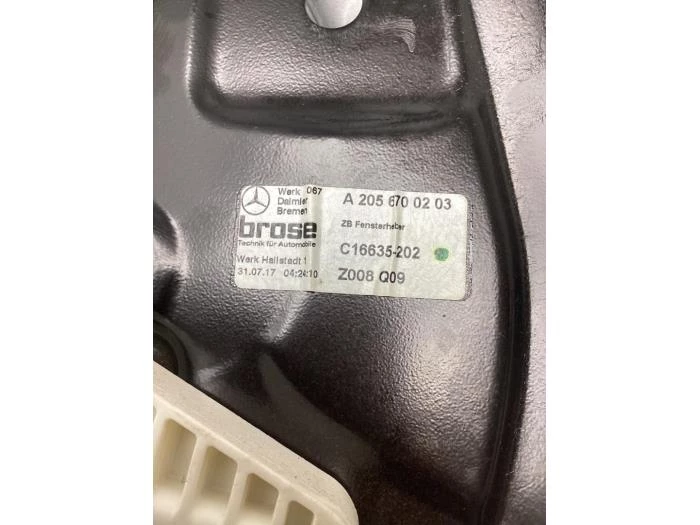 Werk 067
Daimler
Bremen
A 205 670 02 03
brose
Technik für Automobile
ZB Fensterheber
C16635-202
Werk Hallstadt 1
31.07.17 04:24:10
Z008 Q09